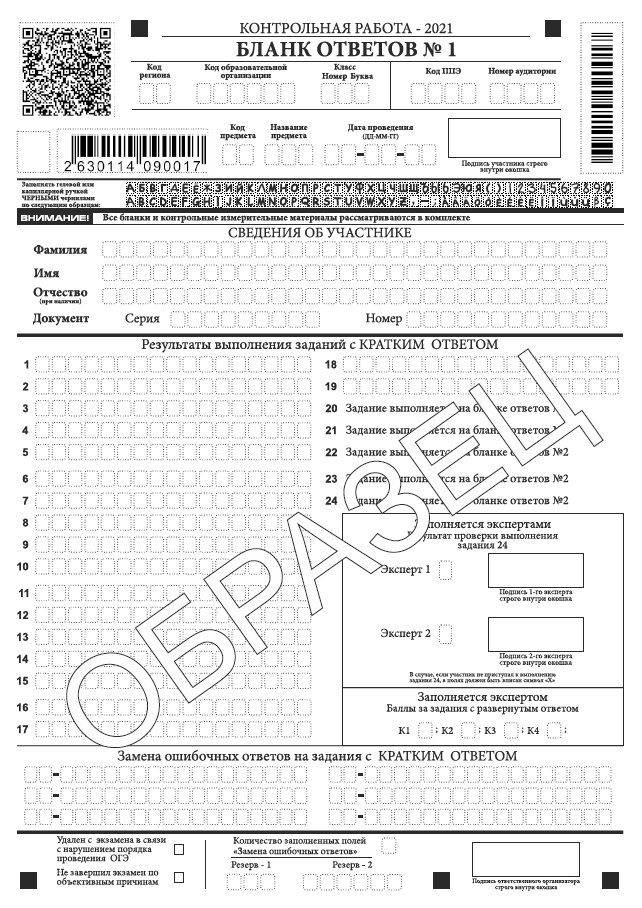 КОНТРОЛЬНАЯ РАБОТА - 2021
БЛАНК ОТВЕТОВ № 1
Код региона
Код образовательной организации
Класс
Номер Буква
Код ППЭ
Номер аудитории
2 630114 090017
Код предмета
Название предмета
Дата проведения
(ДД-ММ-ГГ)
Подпись участника строго внутри окошка
Заполнять гелевой или
капиллярной ручкой
ЧЕРНЫМИ чернилами
по следующим образцам:
ВНИМАНИЕ!
Все бланки и контрольные измерительные материалы рассматриваются в комплекте
СВЕДЕНИЯ ОБ УЧАСТНИКЕ
Фамилия
Имя
Отчество
(при наличии)
Документ Серия Номер
Результаты выполнения заданий с КРАТКИМ ОТВЕТОМ
1
2
3
4
5
6
7
8
9
10
11
12
13
14
15
16
17
18
19
20 Задание выполняется на бланке ответов
21 Задание выполняется на бланке ответов
22 Задание выполняется на бланке ответов №2
23 Задание выполняется на бланке ответов №2
24 Задание выполняется на бланке ответов №2
ОБРАЗЕЦ
Заполняется экспертами
Результат проверки выполнения
задания 24
Эксперт 1
Подпись 1-го эксперта
строго внутри окошка
Эксперт 2
Подпись 2-го эксперта
строго внутри окошка
В случае, если участник не приступал к выполнению
задания 24, в полях должен быть вписан символ «Х»
Заполняется экспертом
Баллы за задания с развернутым ответом
К1 ; К2 ; К3 ; К4 ;
Замена ошибочных ответов на задания с КРАТКИМ ОТВЕТОМ
Удален с экзамена в связи
с нарушением порядка
проведения ОГЭ
Не завершил экзамен по
объективным причинам
Количество заполненных полей
«Замена ошибочных ответов»
Резерв - 1
Резерв - 2
Подпись ответственного организатора
строго внутри окошка